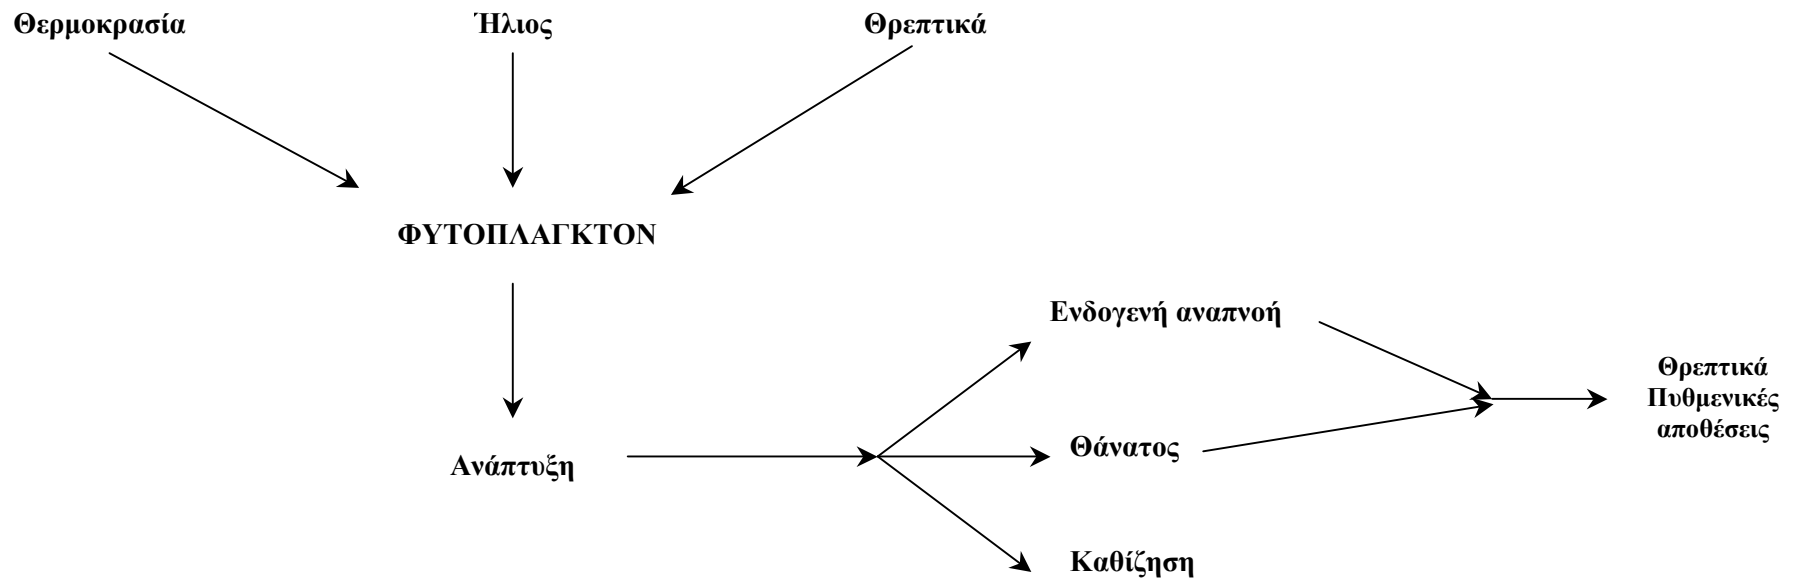 Θερμοκρασία
Ήλιος
Θρεπτικά
ΦΥΤΟΠΛΑΓΚΤΟΝ
Ανάπτυξη
Ενδογενή αναπνοή
Θάνατος
Καθίζηση
Θρεπτικά
Πυθμενικές
αποθέσεις